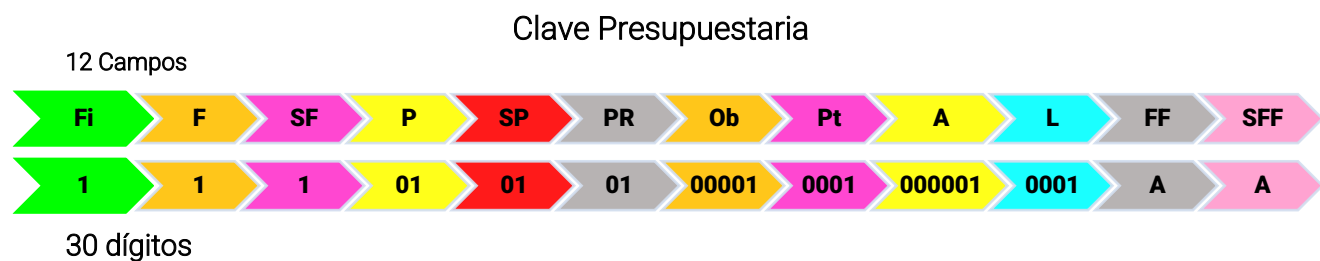 Clave Presupuestaria
12 Campos
Fi F SF P SP PR Ob Pt A L FF SFF
1 1 1 01 01 01 00001 0001 000001 0001 A A
30 dígitos